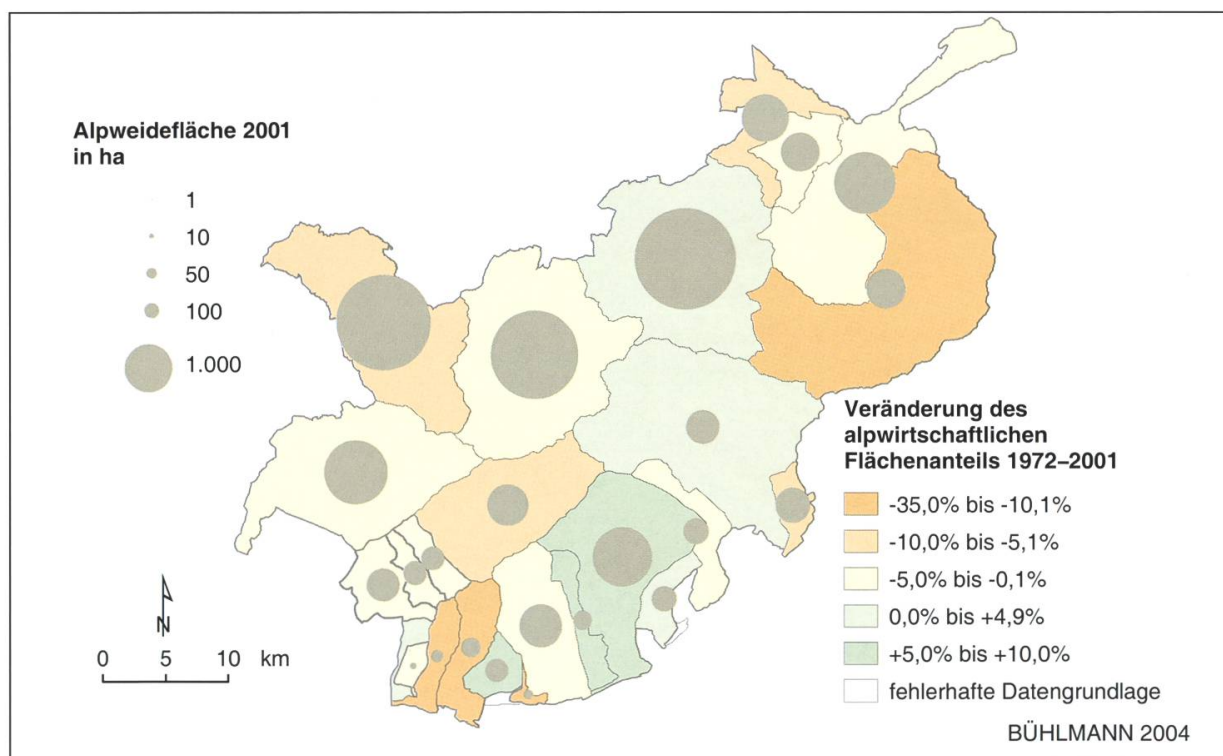 Alpweidefläche 2001
in ha
1
10
50
100
1.000
N
0 5 10 km
Veränderung des
alpwirtschaftlichen
Flächenanteils 1972–2001
-35,0% bis -10,1%
-10,0% bis -5,1%
-5,0% bis -0,1%
0,0% bis +4,9%
+5,0% bis +10,0%
fehlerhafte Datengrundlage
BÜHLMANN 2004